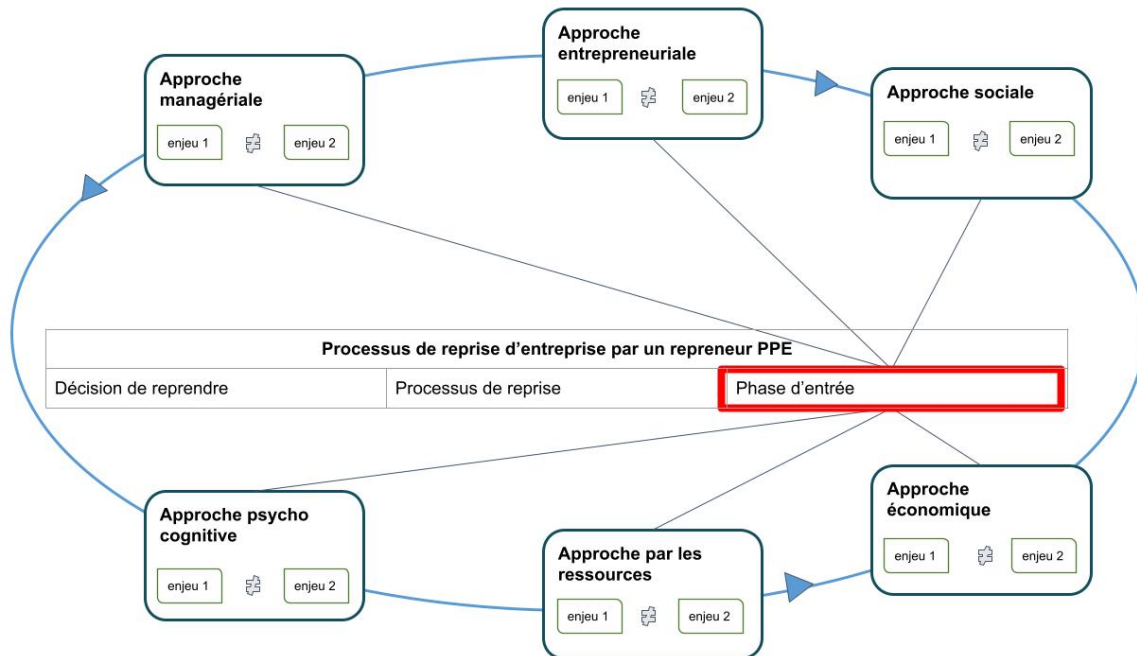 Approche
entrepreneuriale
enjeu 1 ≠ enjeu 2
Approche
managériale
enjeu 1 ≠ enjeu 2
Approche sociale
enjeu 1 ≠ enjeu 2
Processus de reprise d’entreprise par un repreneur PPE
Décision de reprendre
Processus de reprise
Phase d’entrée
Approche psycho
cognitive
enjeu 1 ≠ enjeu 2
Approche par les
ressources
enjeu 1 ≠ enjeu 2
Approche
économique
enjeu 1 ≠ enjeu 2